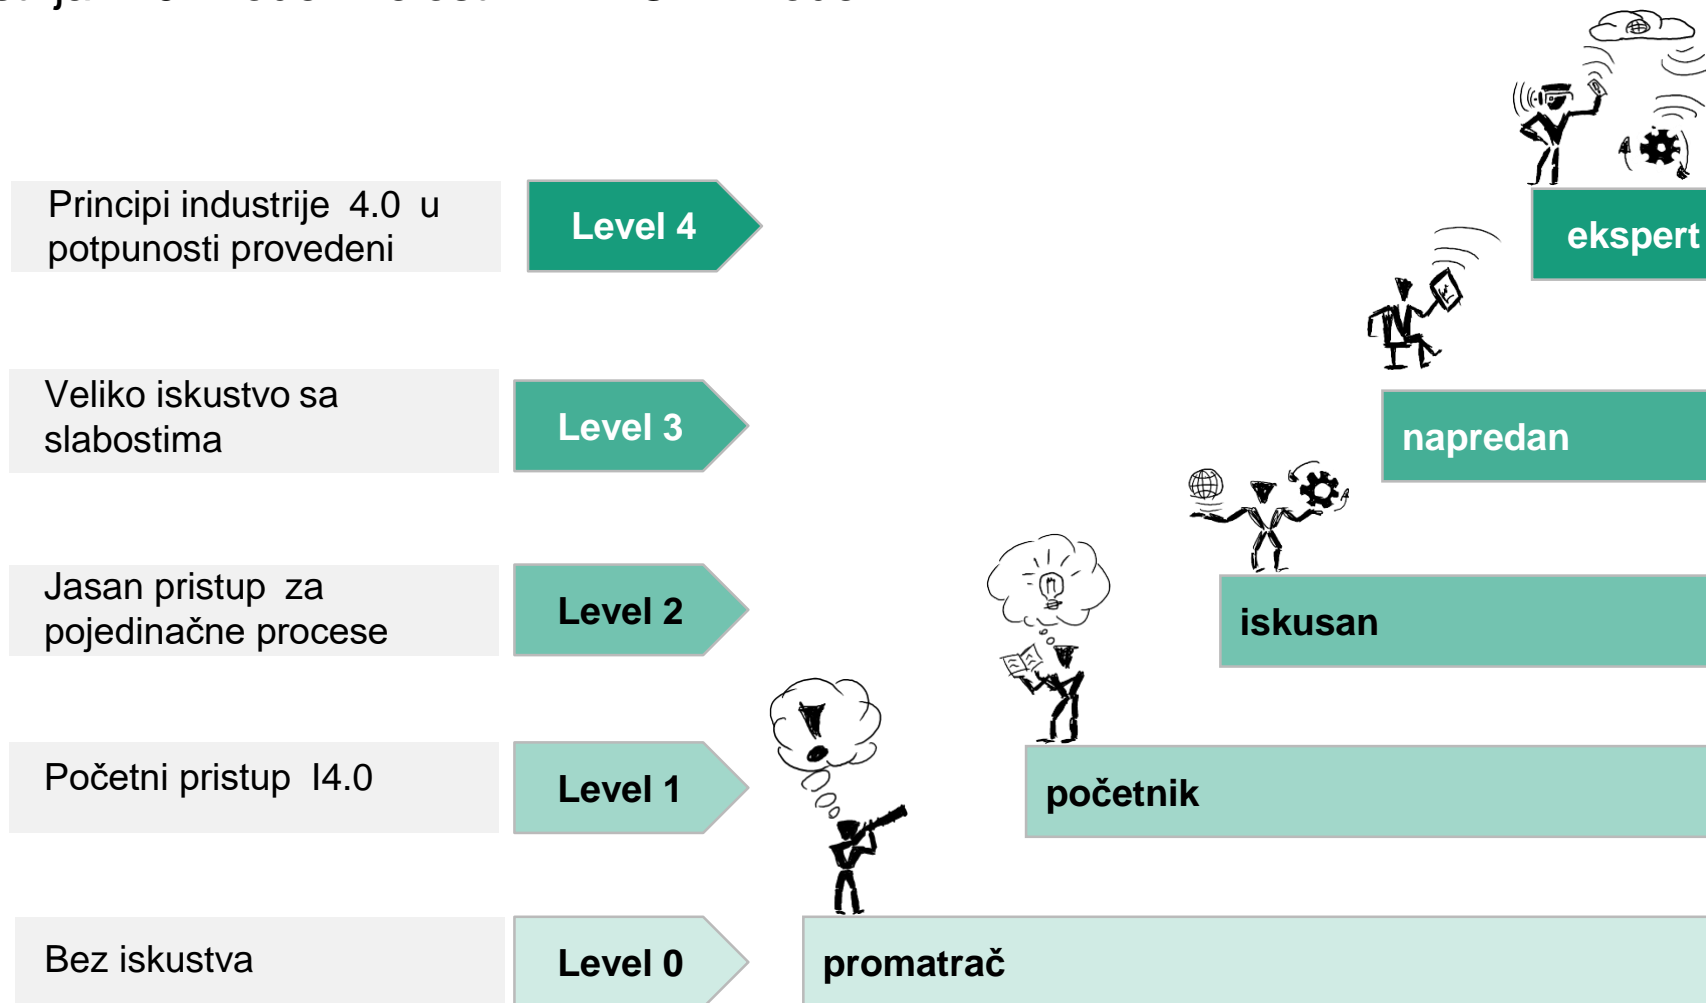 Principi industrije 4.0 u
potpunosti provedeni
Level 4
ekspert
Veliko iskustvo sa
slabostima
Level 3
napredan
Jasan pristup za
pojedinačne procese
Level 2
iskusan
Početni pristup I4.0
Level 1
početnik
Bez iskustva
Level 0
promatrač